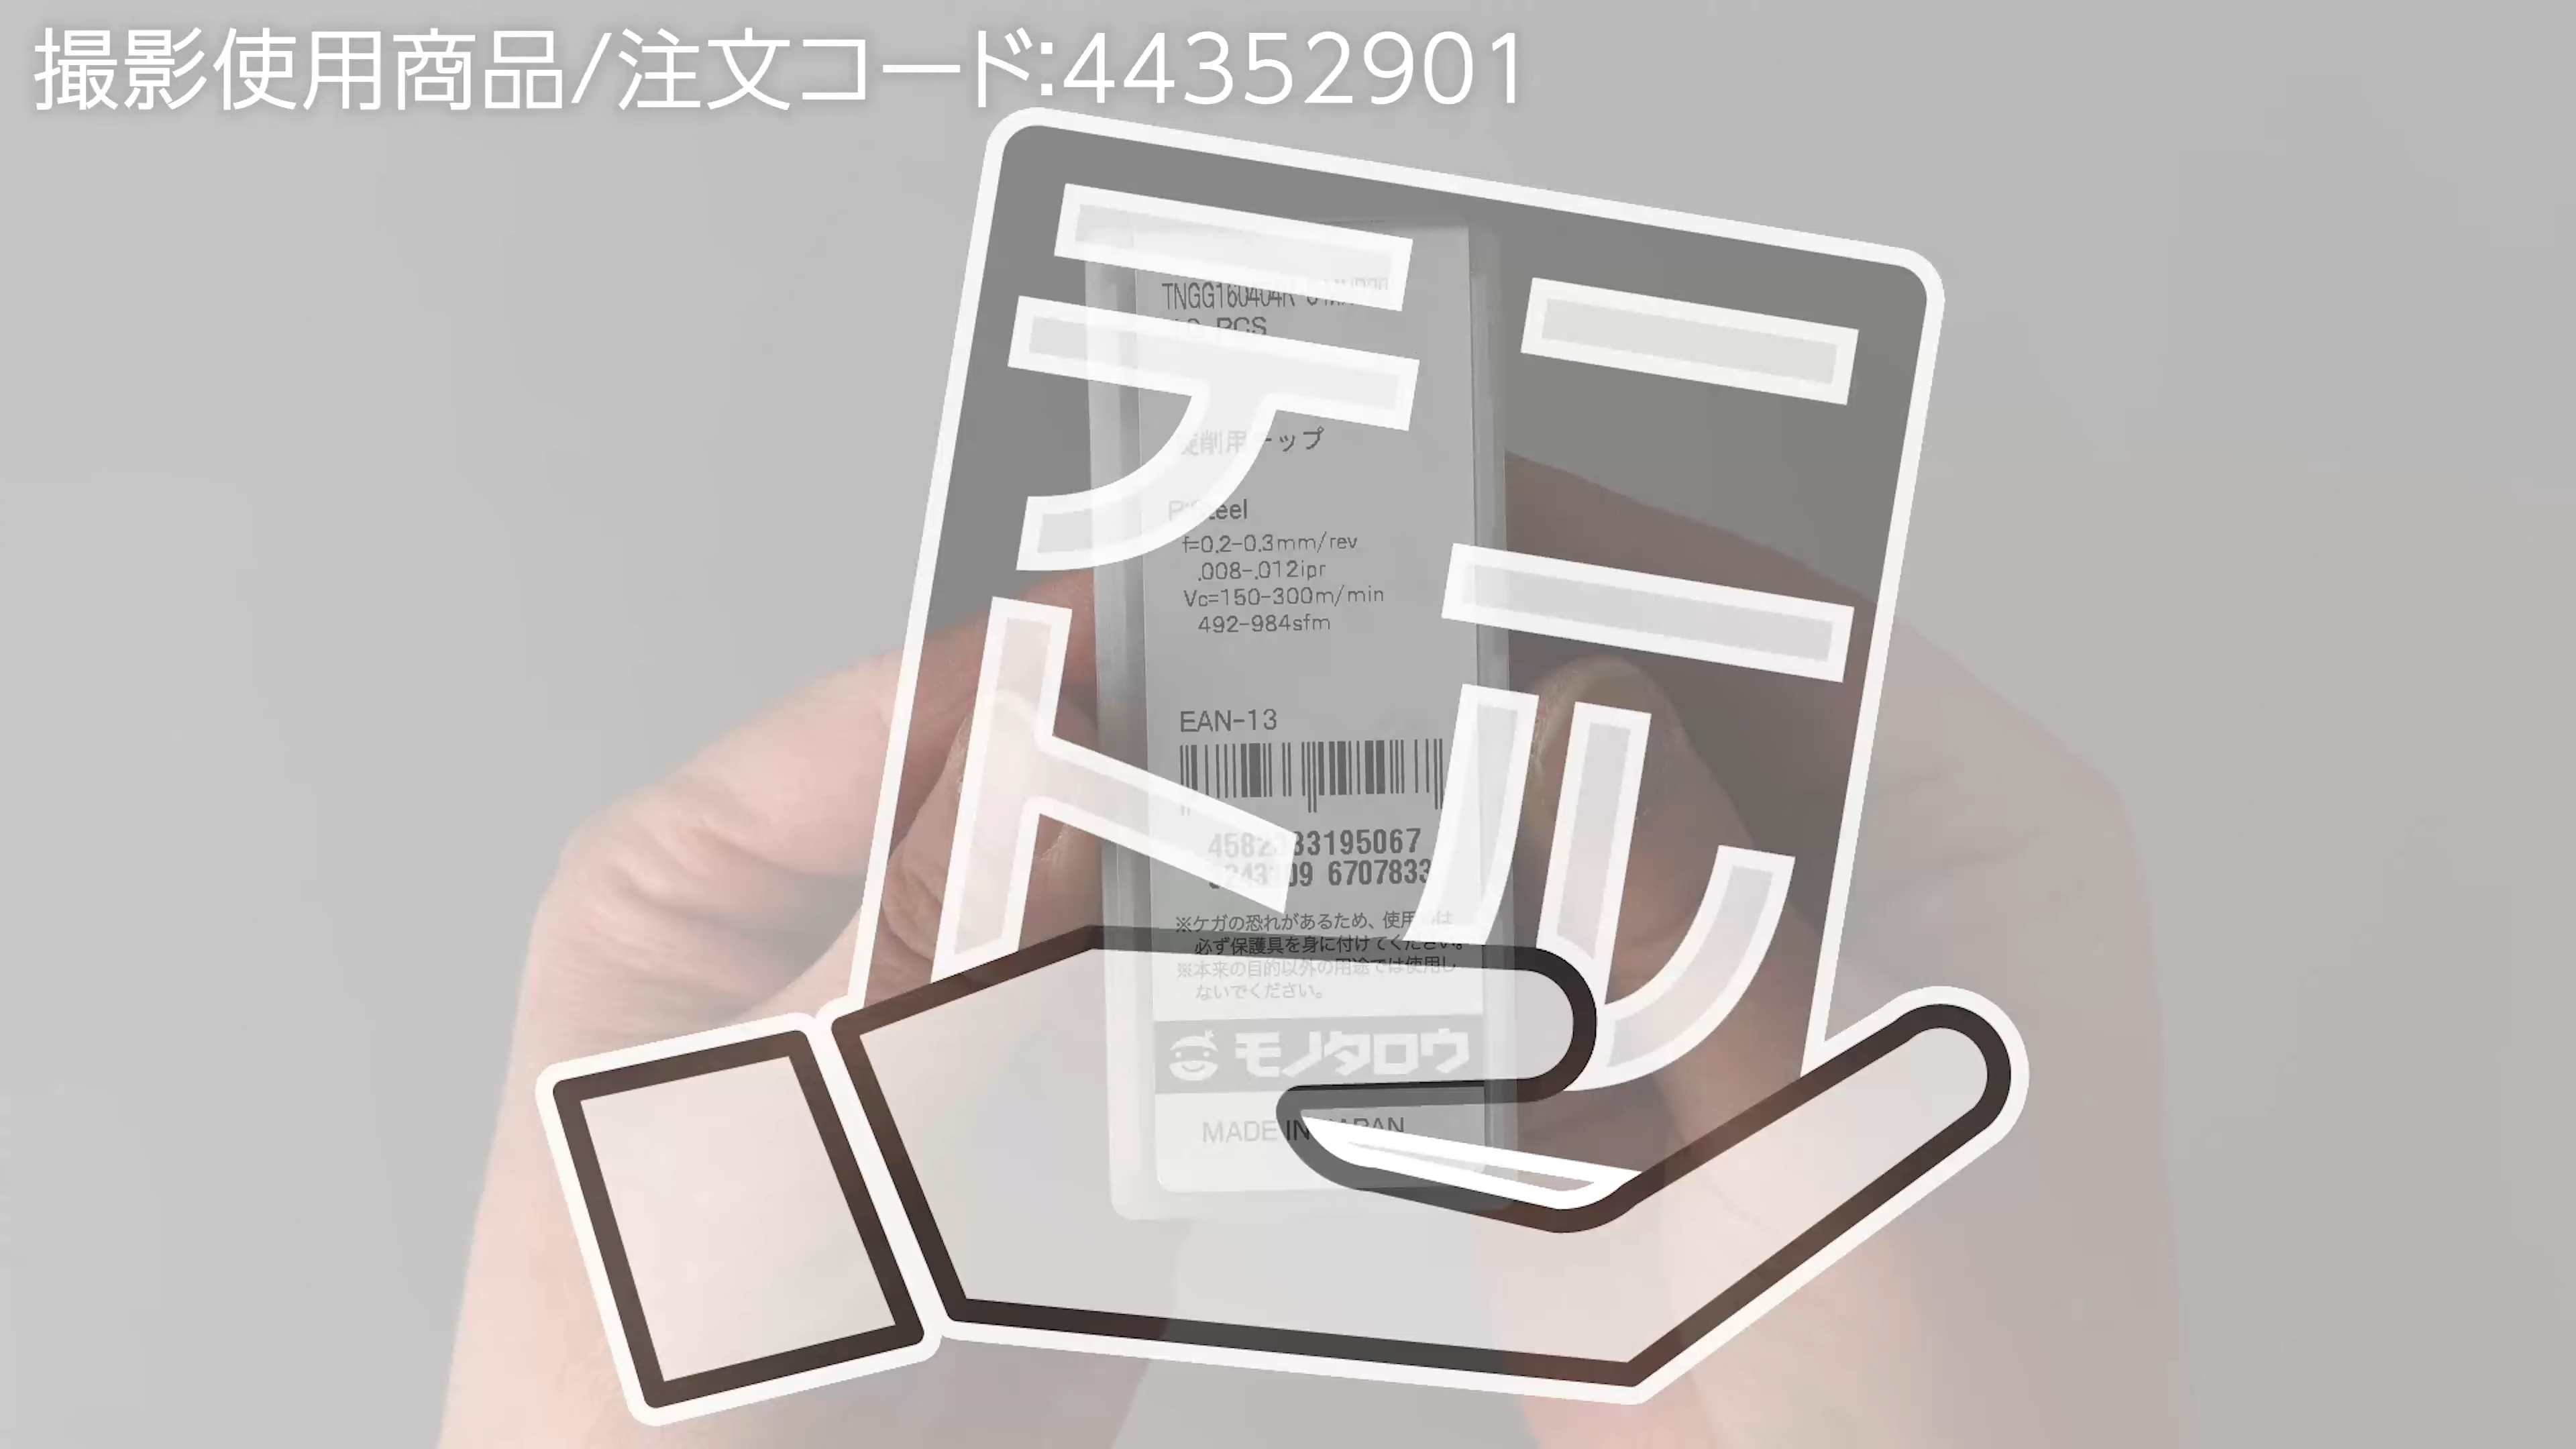 撮影使用商品/注文コード:44352901
テニ
トール
PCS
f=0.2-0.3mm/rev
.008-.012ipr
Vc=150-300m/min
492-984sfm
EAN-13
6707833
※ケガの恐れがあるため、
必ず保護具を身に付けてください。
※本来の目的以外の用途では使用し
ないでください。
モノタロウ
MADE IN JAPAN